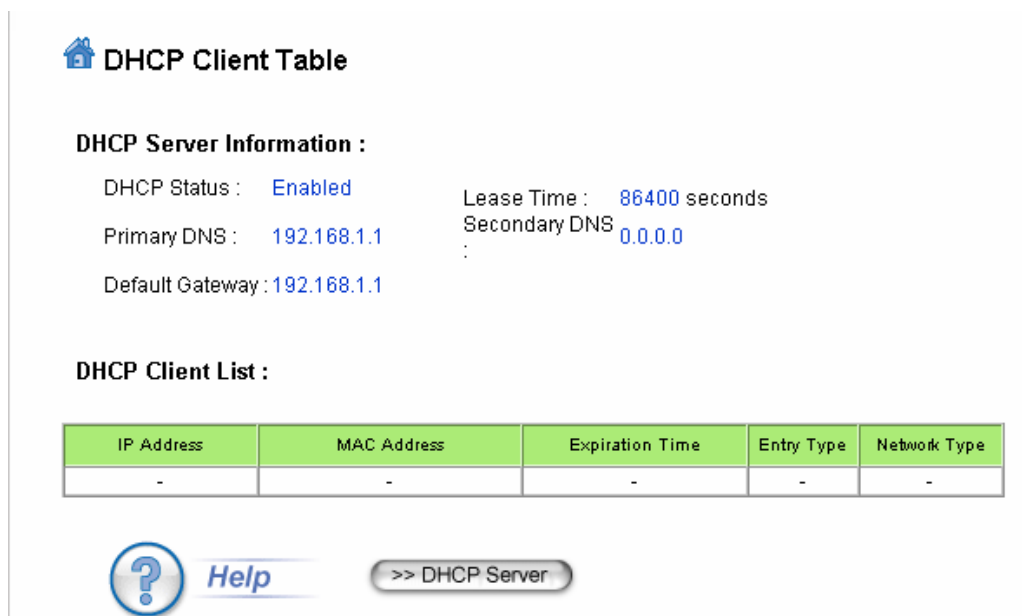 DHCP Client Table
DHCP Server Information :
DHCP Status : Enabled
Lease Time : 86400 seconds
Primary DNS : 192.168.1.1
Secondary DNS : 0.0.0.0
Default Gateway : 192.168.1.1
DHCP Client List :
IP Address MAC Address Expiration Time Entry Type Network Type
- - - - -
? Help >> DHCP Server